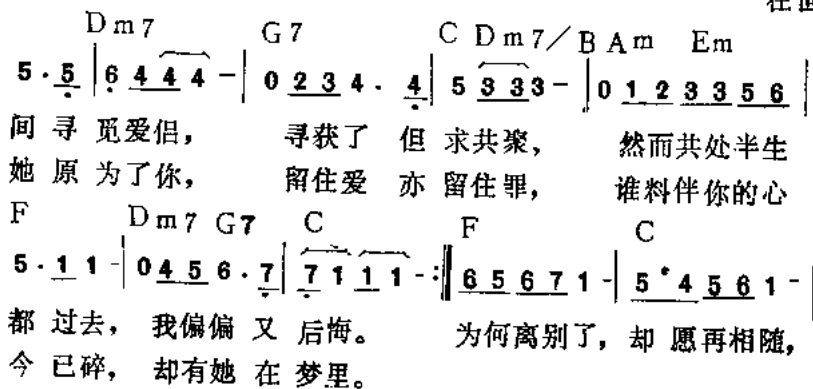 在
Dm7 G7 C Dm7/B Am Em
5·5 | 6 4 4 4 - | 0 2 3 4 · 4 | 5 3 3 3 - | 0 1 2 3 3 5 6 |
间 寻 觅爱侣， 寻获了 但 求共聚， 然而共处半生
她 原 为了你， 留住爱 亦 留住罪， 谁料伴你的心
F Dm7 G7 C F C
5·1 1 - | 0 4 5 6 · 7 | 7 1 1 1 - :‖ 6 5 6 7 1 - | 5·4 5 6 1 - |
都 过去， 我偏偏 又 后悔。 为何离别了，却 愿再相随，
今 已碎， 却有她 在 梦里。